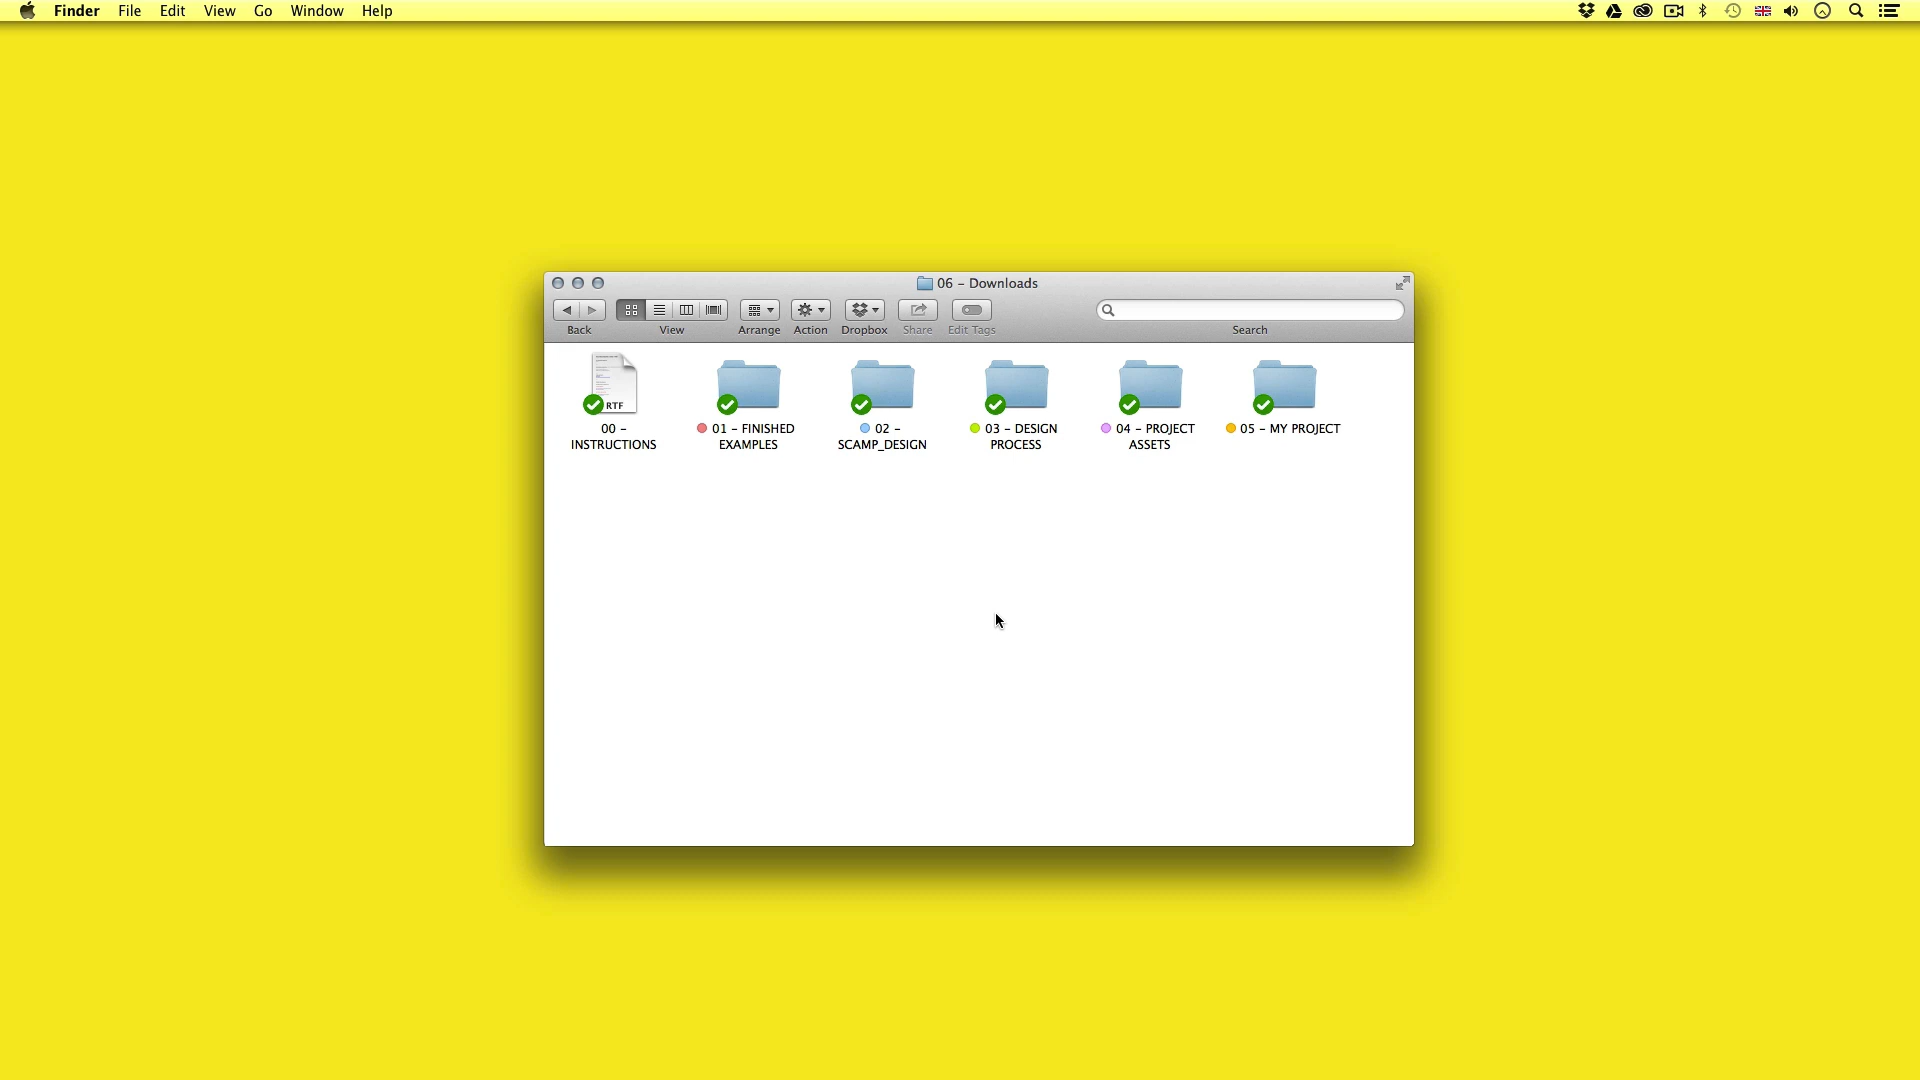 Finder File Edit View Go Window Help
06 – Downloads
Back View Arrange Action Dropbox Share Edit Tags Search
RTF
00 –
INSTRUCTIONS
01 – FINISHED
EXAMPLES
02 –
SCAMP_DESIGN
03 – DESIGN
PROCESS
04 – PROJECT
ASSETS
05 – MY PROJECT